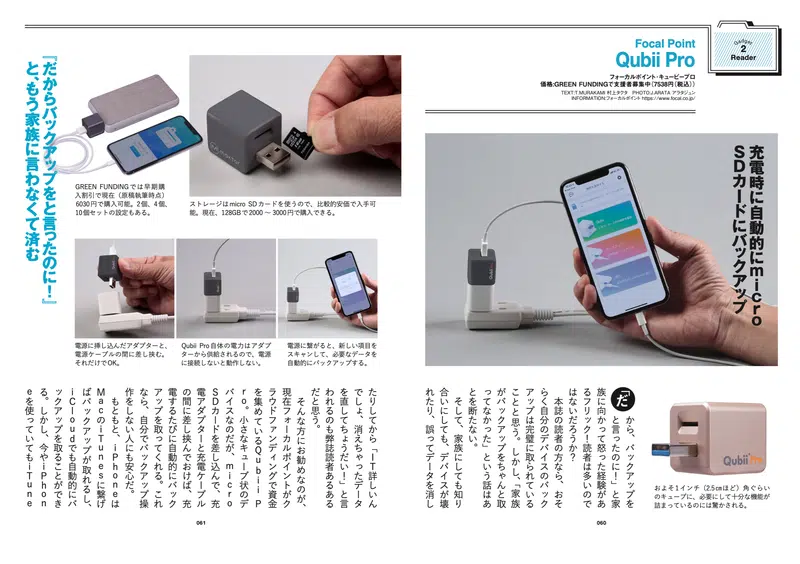 Gadget
2
Reader
Focal Point
Qubii Pro
フォーカルポイント・キュービープロ
価格:GREEN FUNDINGで支援者募集中(7538円(税込))
TEXT:T.MURAKAMI 村上タクタ PHOTO:J.ARATA アラタジュン
INFORMATION:フォーカルポイント https://www.focal.co.jp/
充電時に自動的にmicro
SDカードにバックアップ
Qubii Pro
およそ1インチ(2.5cmほど)角ぐらい
のキューブに、必要にして十分な機能が
詰まっているのには驚かされる。
「だから、バックアップを
と言ったのに!」と家
族に向かって怒った経験があ
るフリック!読者は多いので
はないだろうか?
本誌の読者の方なら、おそ
らく自分のデバイスのバック
アップは完璧に取られている
ことと思う。しかし、「家族
がバックアップをちゃんと取
ってなかった」という話はあ
とを断たない。
そして、家族にしても知り
合いにしても、デバイスが壊
れたり、誤ってデータを消し
060
『だからバックアップをと言ったのに!』
と、もう家族に言わなくて済む
GREEN FUNDINGでは早期購
入割引で現在(原稿執筆時点)
6030円で購入可能。2個、4個、
10個セットの設定もある。
ストレージはmicro SDカードを使うので、比較的安価で入手可
能。現在、128GBで2000〜3000円で購入できる。
電源に挿し込んだアダプターと、
電源ケーブルの間に差し挟む。
それだけでOK。
Qubii Pro自体の電力はアダプ
ターから供給されるので、電源
に接続しないと動作しない。
電源に繋がると、新しい項目を
スキャンして、必要なデータを
自動的にバックアップする。
たりしてから「IT詳しいん
でしょ、消えちゃったデータ
を直してちょうだい!」と言
われるのも弊誌読者あるある
だと思う。
そんな方にお勧めなのが、
現在フォーカルポイントがク
ラウドファンディングで資金
を集めているQubii P
ro。小さなキューブ状のデ
バイスなのだが、micro
SDカードを差し込んで、充
電アダプターと充電ケーブル
の間に差し挟んでおけば、充
電するたびに自動的にバック
アップを取ってくれる。これ
なら、自分でバックアップ操
作をしない人にも安心だ。
もともと、iPhoneは
MacのiTunesに繋げ
ばバックアップが取れるし、
iCloudでも自動的にバ
ックアップを取ることができ
る。しかし、今やiPhon
eを使っていてもiTune
061